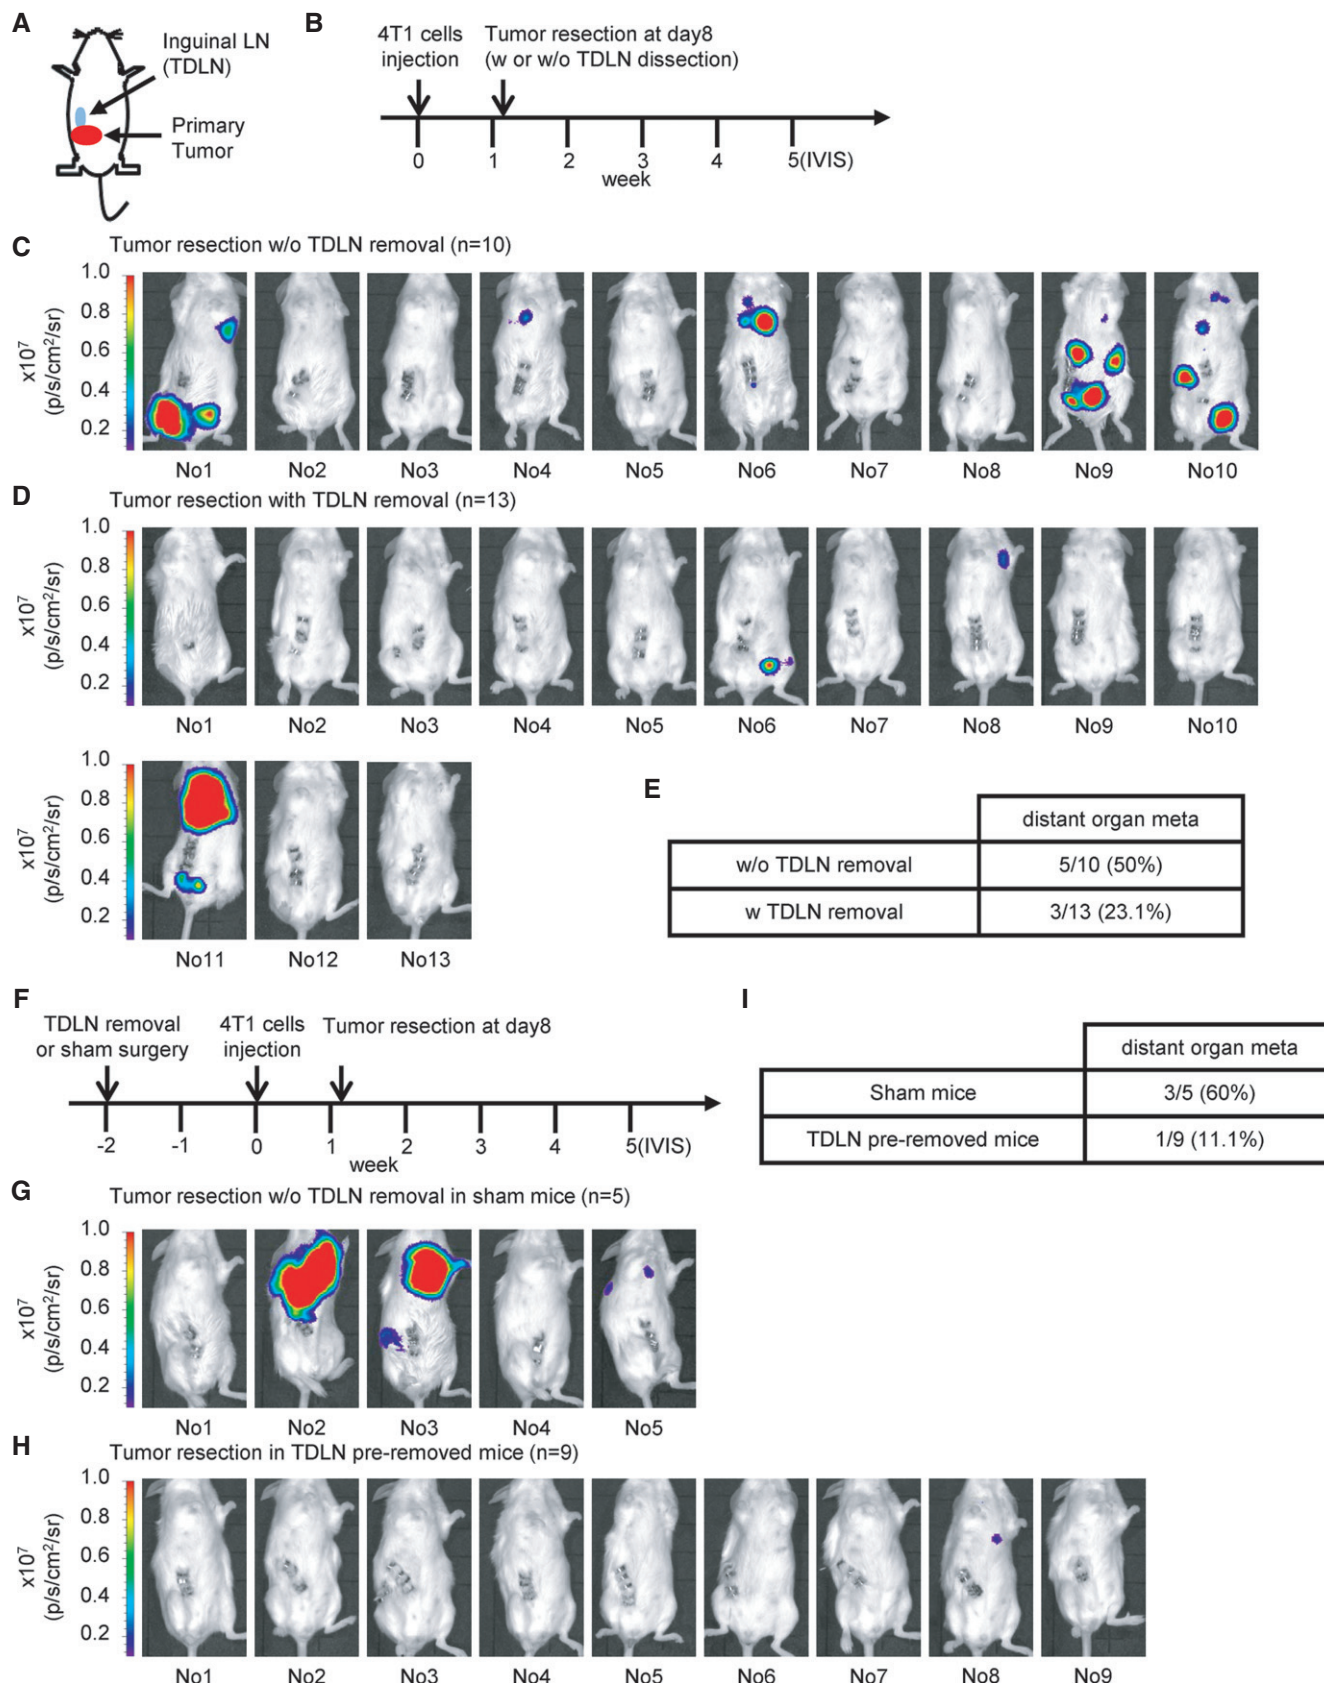 A
Inguinal LN
(TDLN)
Primary
Tumor
B
4T1 cells
injection
Tumor resection at day8
(w or w/o TDLN dissection)
0
1
2
3
4
5(IVIS)
week
C
Tumor resection w/o TDLN removal (n=10)
1.0
0.8
0.6
0.4
0.2
x10⁷
(p/s/cm²/sr)
No1
No2
No3
No4
No5
No6
No7
No8
No9
No10
D
Tumor resection with TDLN removal (n=13)
1.0
0.8
0.6
0.4
0.2
x10⁷
(p/s/cm²/sr)
No1
No2
No3
No4
No5
No6
No7
No8
No9
No10
1.0
0.8
0.6
0.4
0.2
x10⁷
(p/s/cm²/sr)
No11
No12
No13
E
distant organ meta
w/o TDLN removal
5/10 (50%)
w TDLN removal
3/13 (23.1%)
F
TDLN removal
or sham surgery
4T1 cells
injection
Tumor resection at day8
-2
-1
0
1
2
3
4
5(IVIS)
week
I
distant organ meta
Sham mice
3/5 (60%)
TDLN pre-removed mice
1/9 (11.1%)
G
Tumor resection w/o TDLN removal in sham mice (n=5)
1.0
0.8
0.6
0.4
0.2
x10⁷
(p/s/cm²/sr)
No1
No2
No3
No4
No5
H
Tumor resection in TDLN pre-removed mice (n=9)
1.0
0.8
0.6
0.4
0.2
x10⁷
(p/s/cm²/sr)
No1
No2
No3
No4
No5
No6
No7
No8
No9